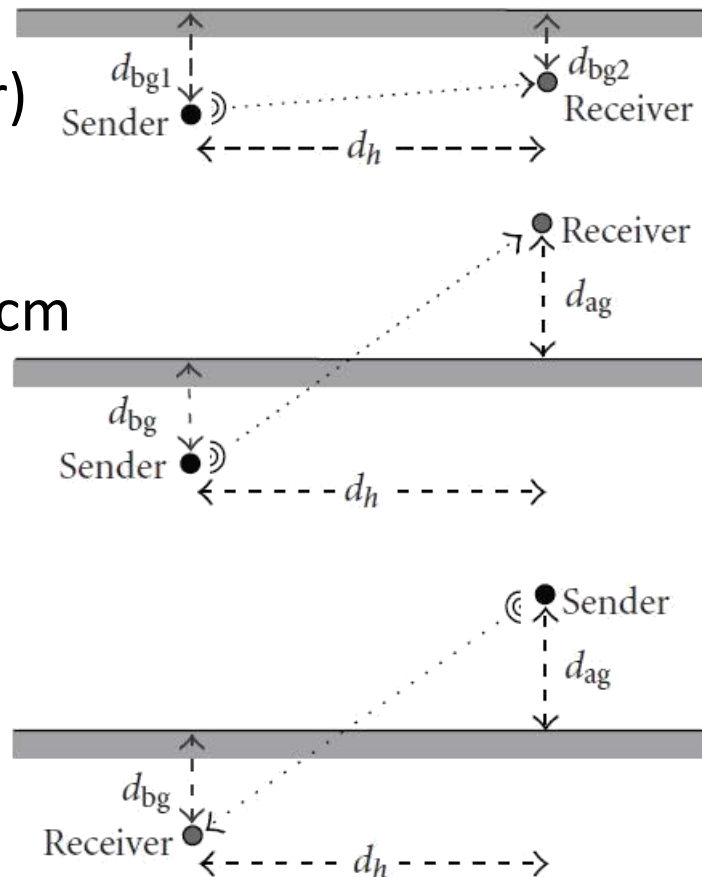 d_bg1
d_bg2
r)
Sender
Receiver
d_h
Receiver
d_ag
cm
d_bg
Sender
d_h
Sender
d_ag
d_bg
Receiver
d_h